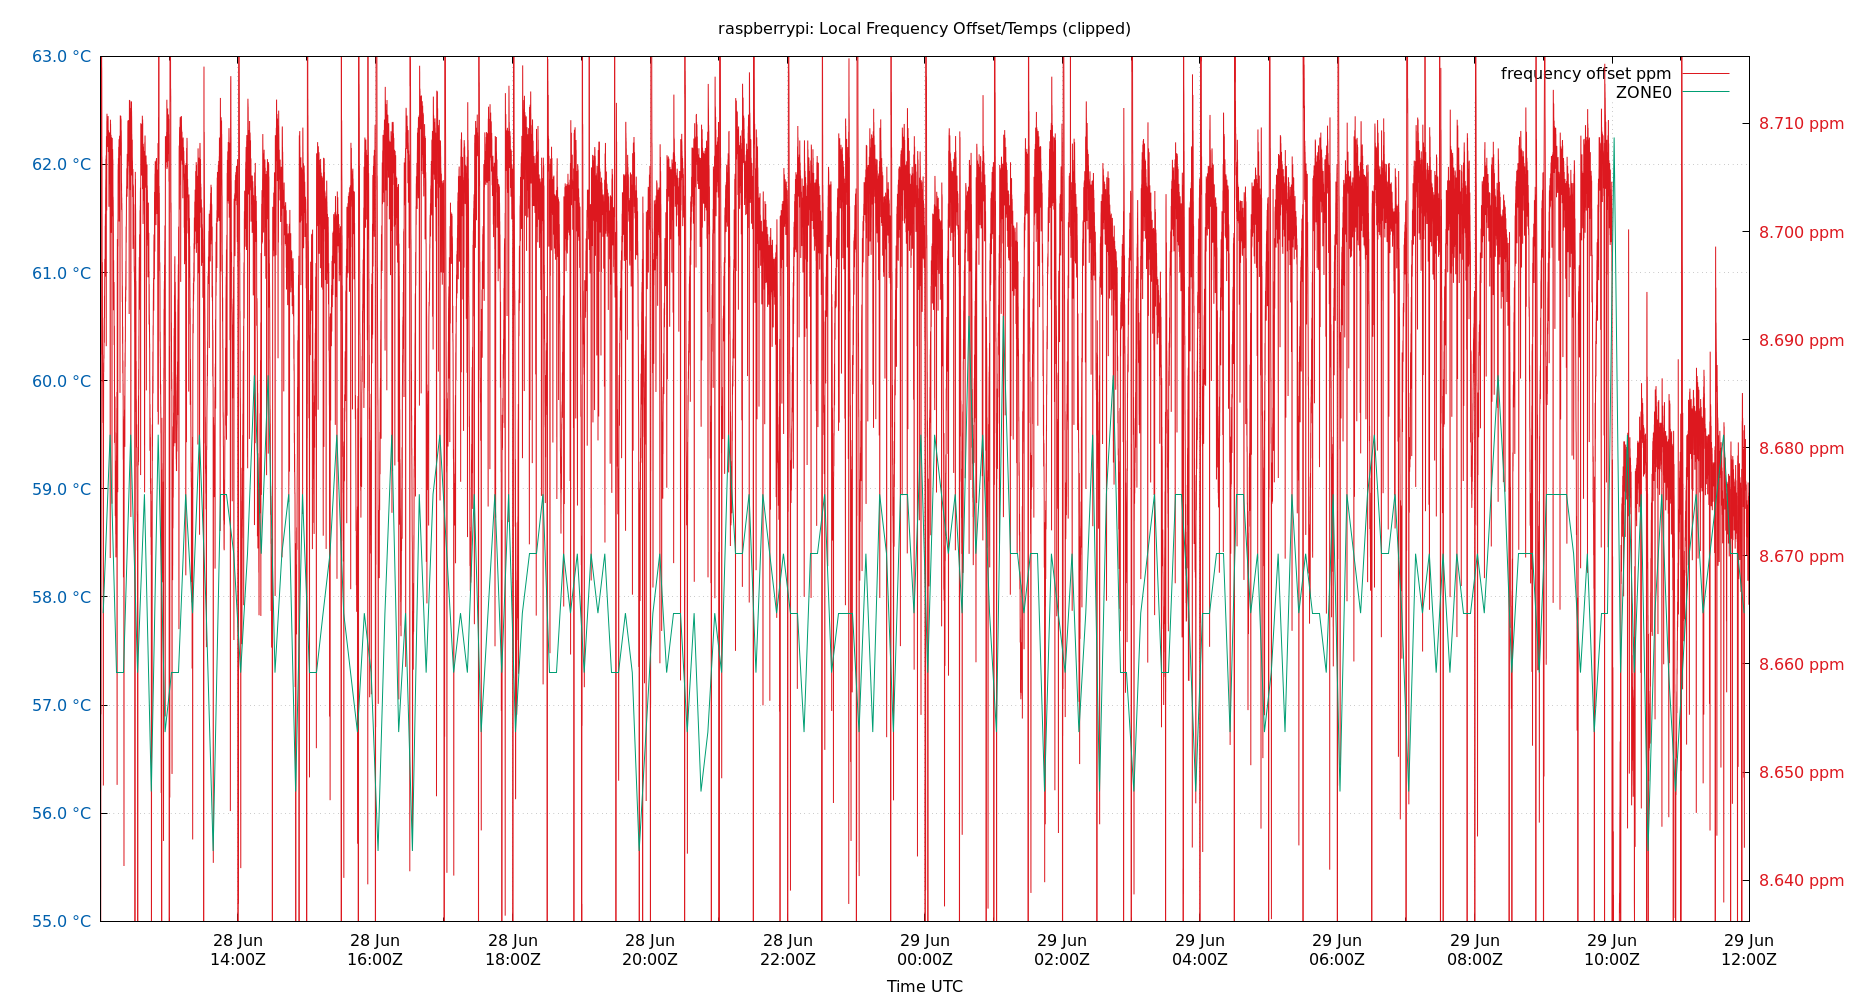 raspberrypi: Local Frequency Offset/Temps (clipped)
63.0 °C
62.0 °C
61.0 °C
60.0 °C
59.0 °C
58.0 °C
57.0 °C
56.0 °C
55.0 °C
frequency offset ppm
ZONE0
8.710 ppm
8.700 ppm
8.690 ppm
8.680 ppm
8.670 ppm
8.660 ppm
8.650 ppm
8.640 ppm
28 Jun 28 Jun 28 Jun 28 Jun 28 Jun 29 Jun 29 Jun 29 Jun 29 Jun 29 Jun 29 Jun 29 Jun
14:00Z 16:00Z 18:00Z 20:00Z 22:00Z 00:00Z 02:00Z 04:00Z 06:00Z 08:00Z 10:00Z 12:00Z
Time UTC